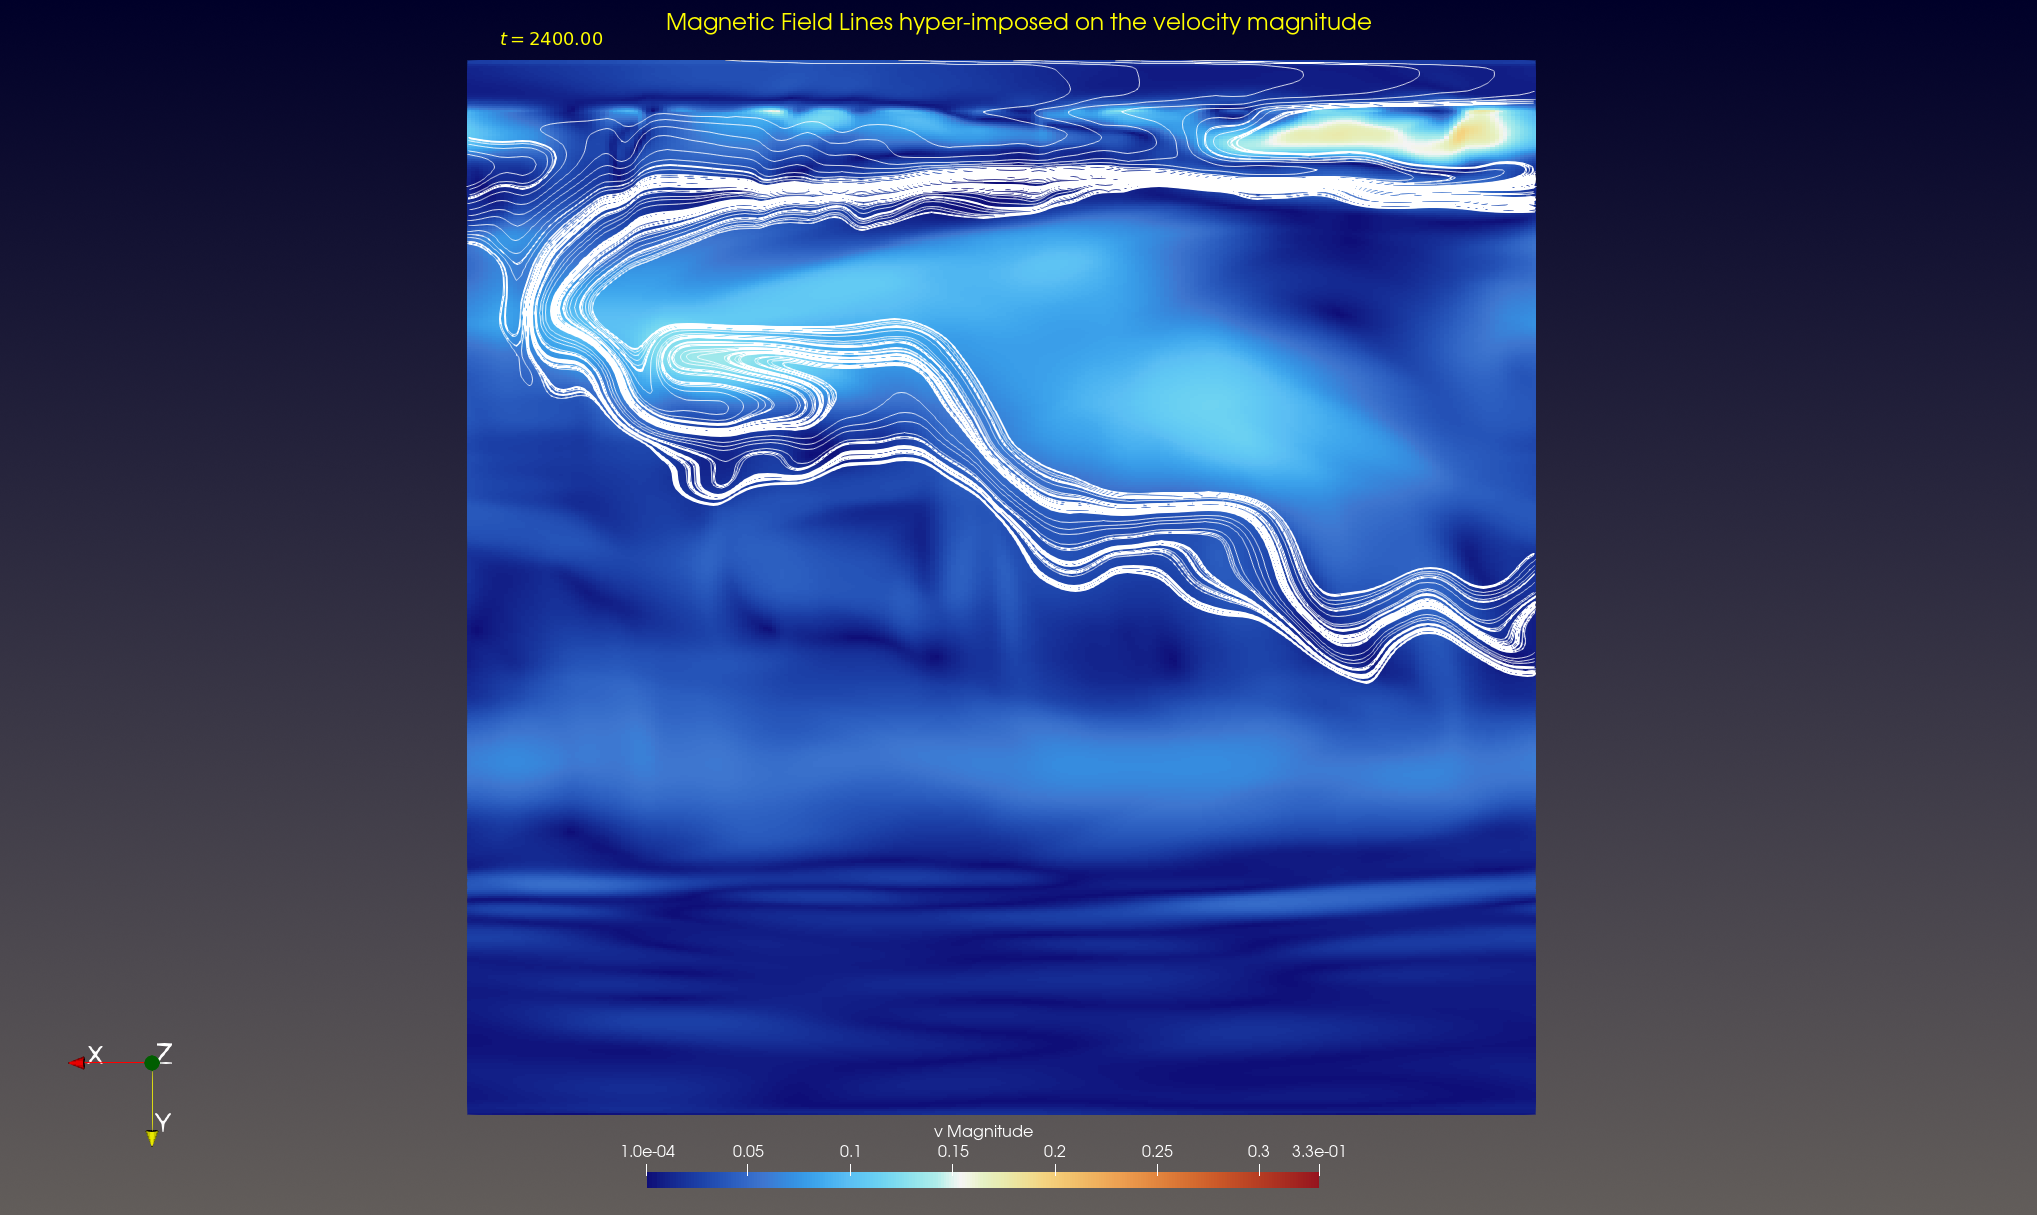 Magnetic Field Lines hyper-imposed on the velocity magnitude
t = 2400.00
X
Z
Y
v Magnitude
1.0e-04 0.05 0.1 0.15 0.2 0.25 0.3 3.3e-01